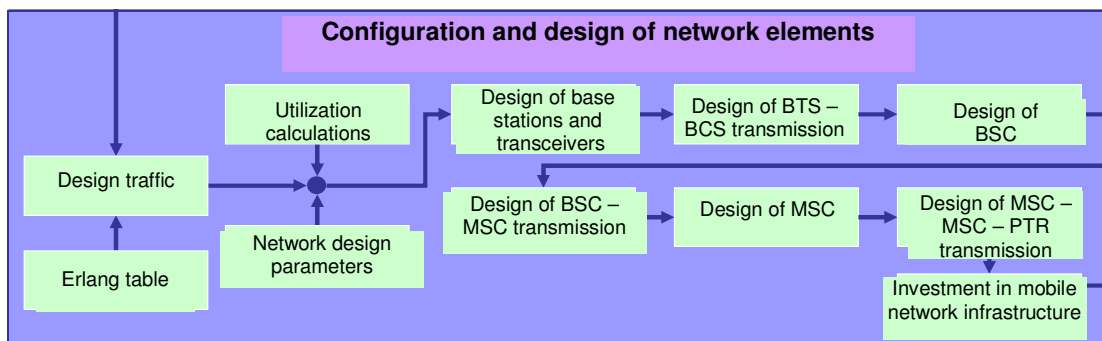 Configuration and design of network elements
Utilization
calculations
Design of base
stations and
transceivers
Design of BTS –
BCS transmission
Design of
BSC
Design traffic
Design of BSC –
MSC transmission
Design of MSC
Design of MSC –
MSC – PTR
transmission
Network design
parameters
Erlang table
Investment in mobile
network infrastructure